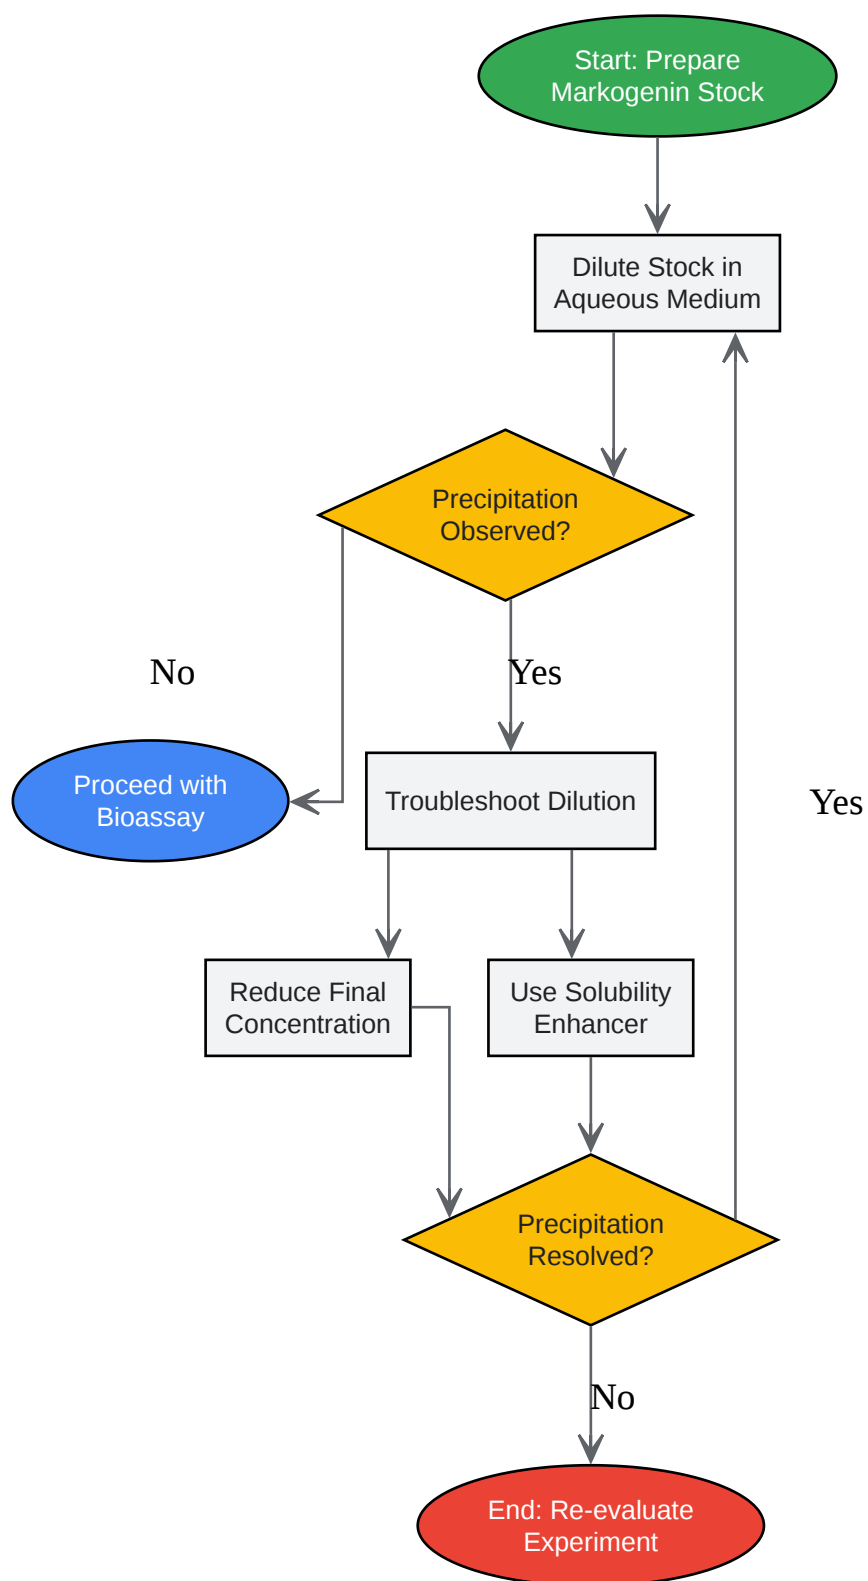 Start: Prepare
Markogenin Stock
Dilute Stock in
Aqueous Medium
Precipitation
Observed?
No
Yes
Proceed with
Bioassay
Troubleshoot Dilution
Yes
Reduce Final
Concentration
Use Solubility
Enhancer
Precipitation
Resolved?
No
End: Re-evaluate
Experiment